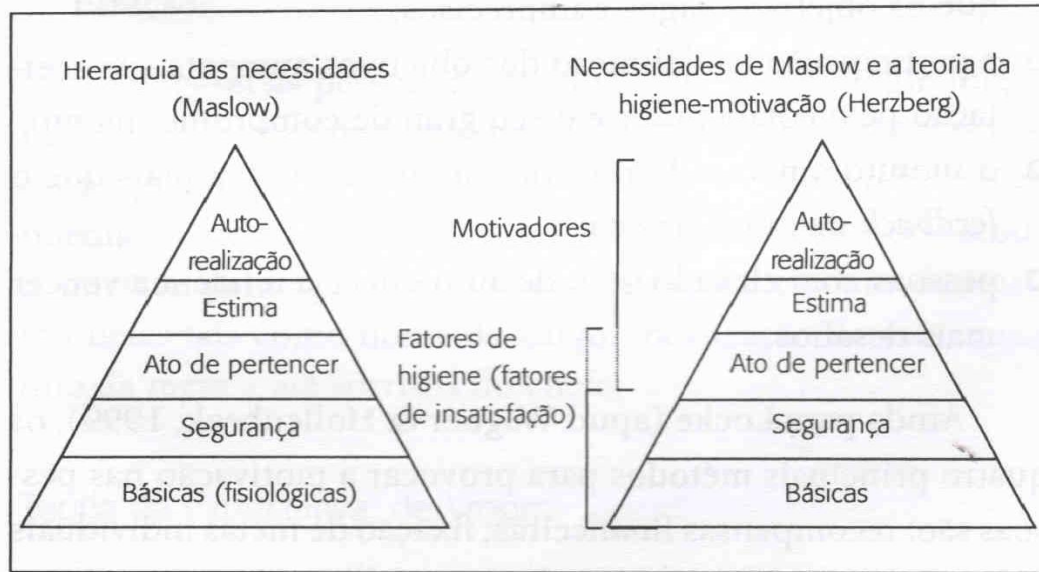 Hierarquia das necessidades
(Maslow)
Auto-
realização
Estima
Ato de pertencer
Segurança
Básicas (fisiológicas)
Necessidades de Maslow e a teoria da
higiene-motivação (Herzberg)
Motivadores
Fatores de
higiene (fatores
de insatisfação)
Auto-
realização
Estima
Ato de pertencer
Segurança
Básicas